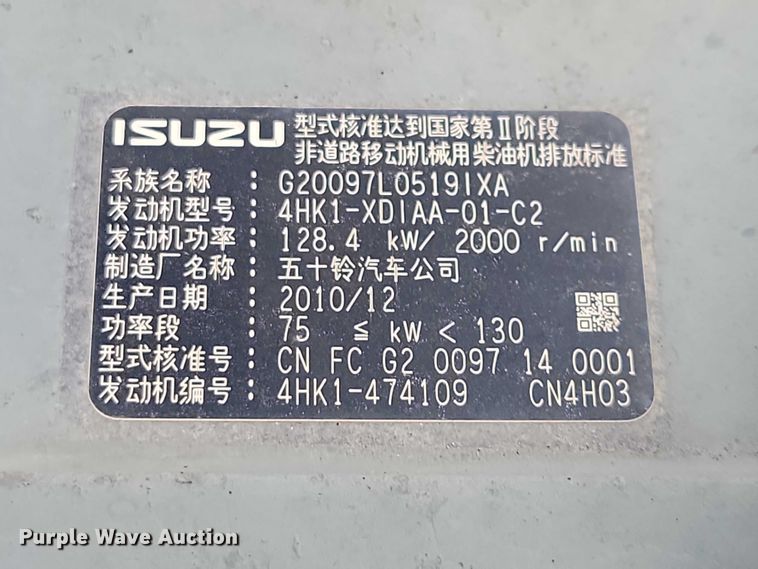 ISUZU 型式核准达到国家第Ⅱ阶段
非道路移动机械用柴油机排放标准
系族名称 : G20097L0519IXA
发动机型号 : 4HK1-XDIAA-01-C2
发动机功率 : 128.4 kW/ 2000 r/min
制造厂名称 : 五十铃汽车公司
生产日期 : 2010/12
功率段 : 75 ≦ kW < 130
型式核准号 : CN FC G2 0097 14 0001
发动机编号 : 4HK1-474109 CN4H03
Purple Wave Auction